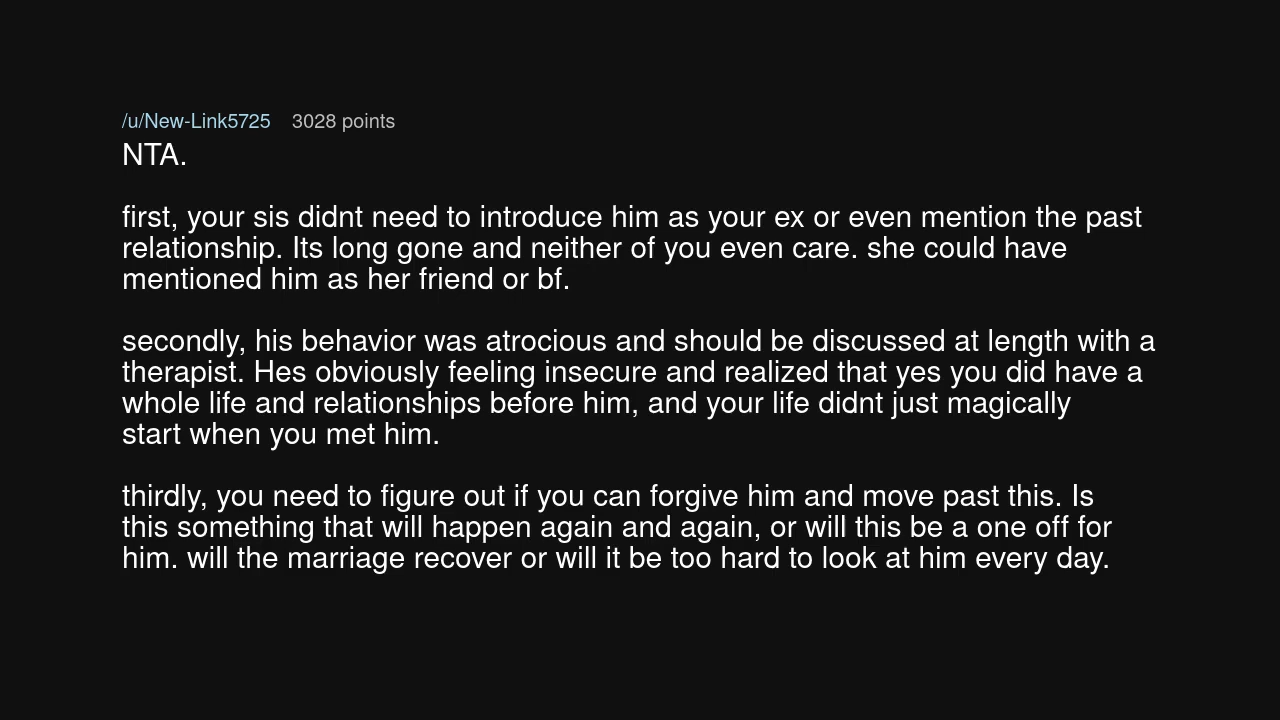 /u/New-Link5725 3028 points
NTA.
first, your sis didnt need to introduce him as your ex or even mention the past
relationship. Its long gone and neither of you even care. she could have
mentioned him as her friend or bf.
secondly, his behavior was atrocious and should be discussed at length with a
therapist. Hes obviously feeling insecure and realized that yes you did have a
whole life and relationships before him, and your life didnt just magically
start when you met him.
thirdly, you need to figure out if you can forgive him and move past this. Is
this something that will happen again and again, or will this be a one off for
him. will the marriage recover or will it be too hard to look at him every day.